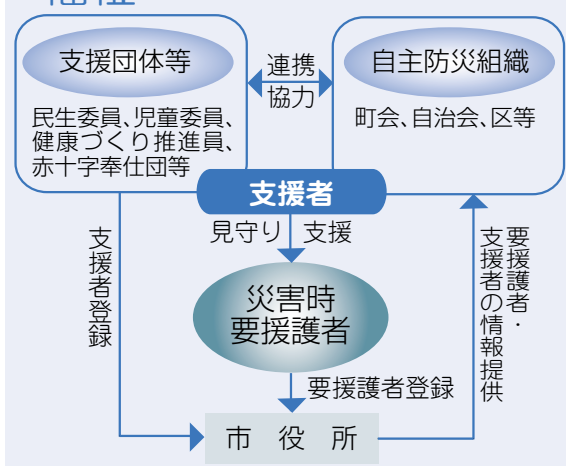 支援団体等
民生委員、児童委員、
健康づくり推進員、
赤十字奉仕団等
連携
協力
自主防災組織
町会、自治会、区等
支援者
見守り 支援
支援者登録
災害時
要援護者
要援護者・
支援者の情報提供
要援護者登録
市役所